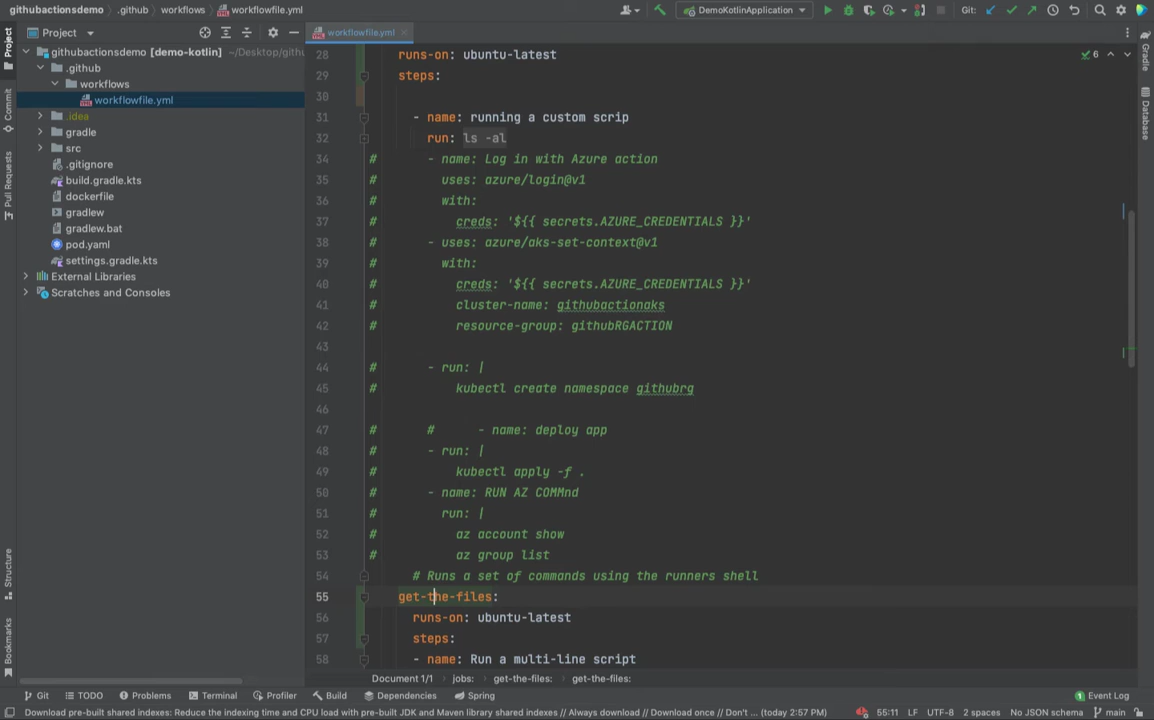 githubactionsdemo
.github
workflows
workflowfile.yml
DemoKotlinApplication
Git:
Project
githubactionsdemo [demo-kotlin] ~/Desktop/githu
.github
workflows
workflowfile.yml
.idea
gradle
src
.gitignore
build.gradle.kts
dockerfile
gradlew
gradlew.bat
pod.yaml
settings.gradle.kts
External Libraries
Scratches and Consoles
Project
Commit
Pull Requests
Structure
Bookmarks
workflowfile.yml
6
28 runs-on: ubuntu-latest
29 steps:
30
31 - name: running a custom scrip
32 run: ls -al
34 # - name: Log in with Azure action
35 # uses: azure/login@v1
36 # with:
37 # creds: '${{ secrets.AZURE_CREDENTIALS }}'
38 # - uses: azure/aks-set-context@v1
39 # with:
40 # creds: '${{ secrets.AZURE_CREDENTIALS }}'
41 # cluster-name: githubactionaks
42 # resource-group: githubRGACTION
43
44 # - run: |
45 # kubectl create namespace githubrg
46
47 # # - name: deploy app
48 # - run: |
49 # kubectl apply -f .
50 # - name: RUN AZ COMMnd
51 # run: |
52 # az account show
53 # az group list
54 # Runs a set of commands using the runners shell
55 get-the-files:
56 runs-on: ubuntu-latest
57 steps:
58 - name: Run a multi-line script
Gradle
Database
Document 1/1
jobs:
get-the-files:
get-the-files:
Git
TODO
Problems
Terminal
Profiler
Build
Dependencies
Spring
1 Event Log
Download pre-built shared indexes: Reduce the indexing time and CPU load with pre-built JDK and Maven library shared indexes // Always download // Download once // Don't ... (today 2:57 PM)
55:11 LF UTF-8 2 spaces No JSON schema main